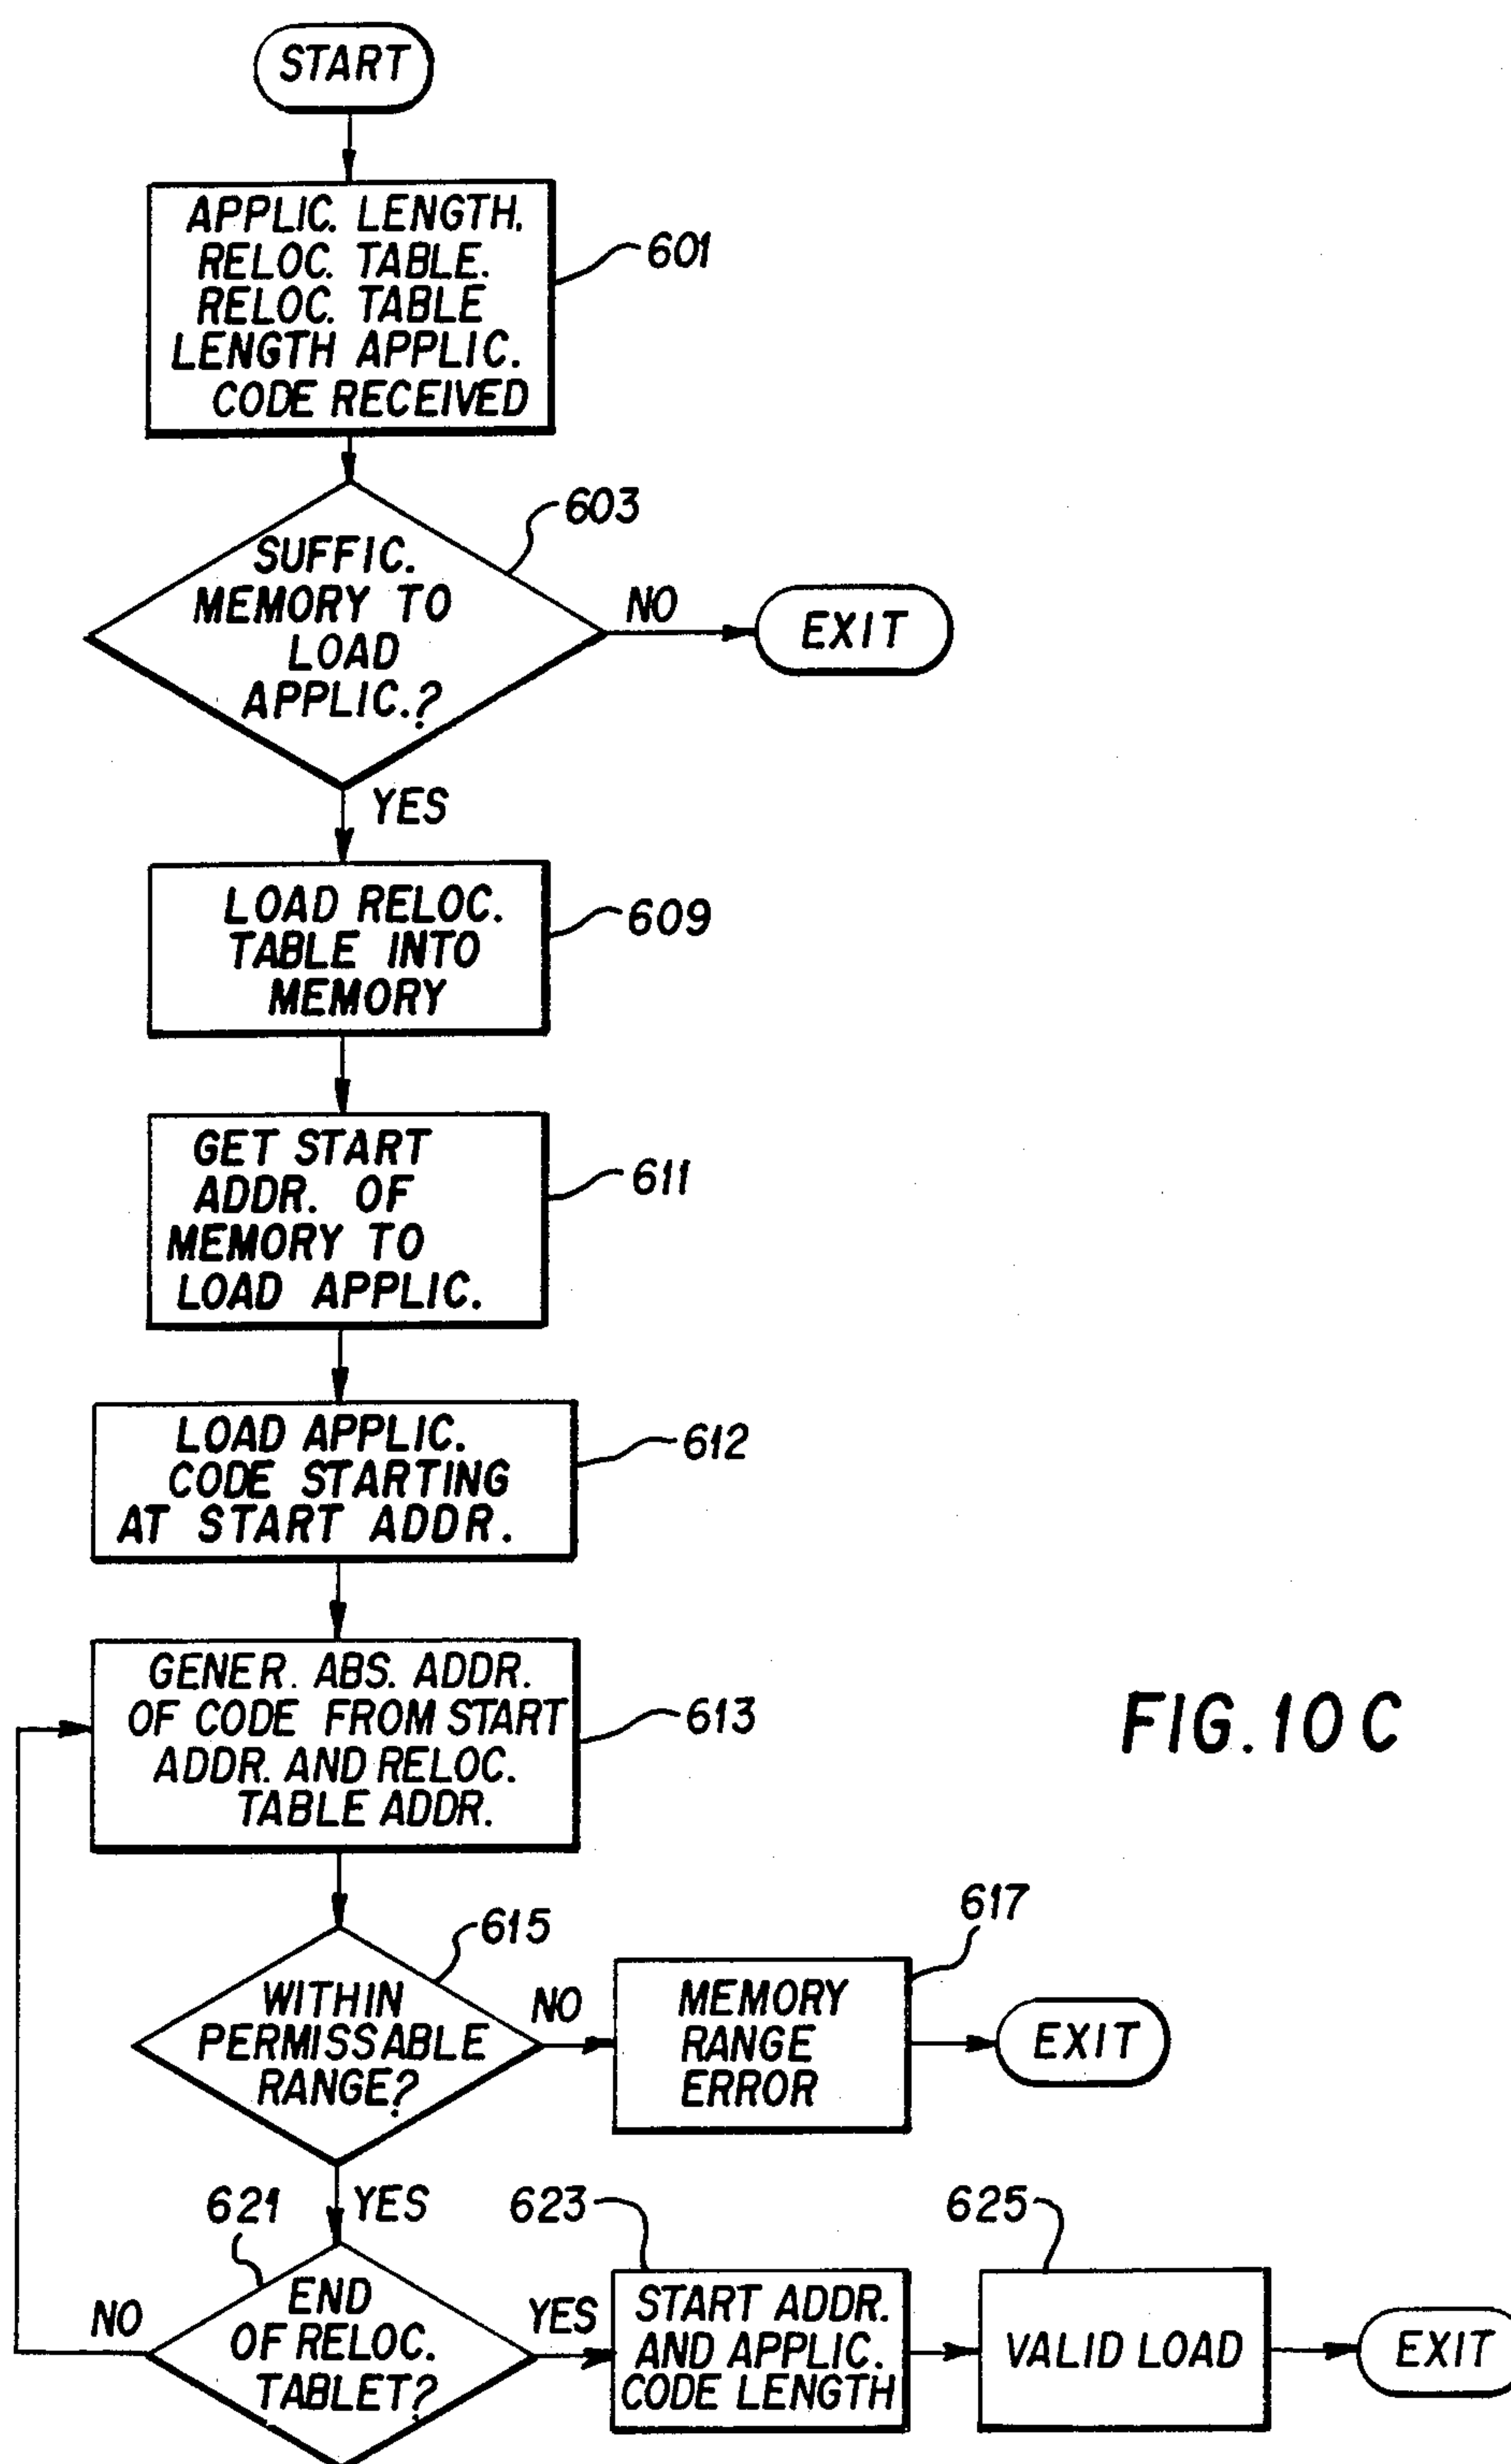 START
APPLIC. LENGTH.
RELOC. TABLE.
RELOC. TABLE
LENGTH APPLIC.
CODE RECEIVED
601
603
SUFFIC.
MEMORY TO
LOAD
APPLIC.?
NO
EXIT
YES
LOAD RELOC.
TABLE INTO
MEMORY
609
GET START
ADDR. OF
MEMORY TO
LOAD APPLIC.
611
LOAD APPLIC.
CODE STARTING
AT START ADDR.
612
GENER. ABS. ADDR.
OF CODE FROM START
ADDR. AND RELOC.
TABLE ADDR.
613
FIG. 10 C
615
WITHIN
PERMISSABLE
RANGE?
NO
617
MEMORY
RANGE
ERROR
EXIT
YES
621
END
OF RELOC.
TABLET?
NO
YES
623
START ADDR.
AND APPLIC.
CODE LENGTH
625
VALID LOAD
EXIT